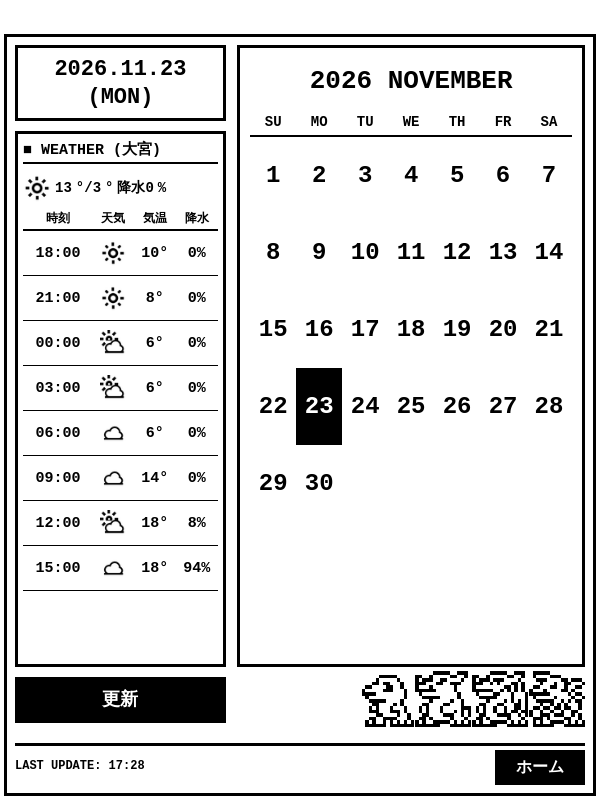 2026.11.23
(MON)
■ WEATHER (大宮)
13°/3° 降水0%
時刻 天気 気温 降水
18:00 10° 0%
21:00 8° 0%
00:00 6° 0%
03:00 6° 0%
06:00 6° 0%
09:00 14° 0%
12:00 18° 8%
15:00 18° 94%
2026 NOVEMBER
SU MO TU WE TH FR SA
1 2 3 4 5 6 7
8 9 10 11 12 13 14
15 16 17 18 19 20 21
22 23 24 25 26 27 28
29 30
更新
LAST UPDATE: 17:28
ホーム